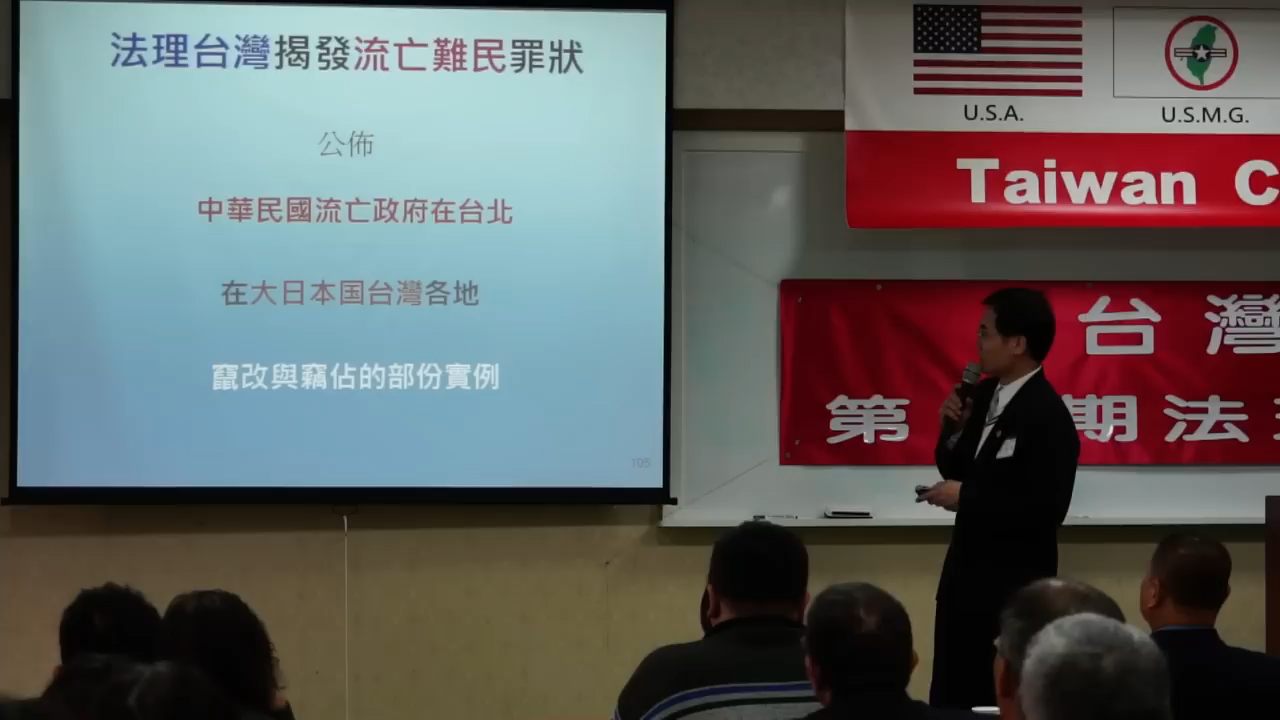 法理台灣揭發流亡難民罪狀
公佈
中華民國流亡政府在台北
在大日本国台灣各地
竄改與竊佔的部份實例
105
U.S.A.
U.S.M.G.
Taiwan C
台灣
第 期法